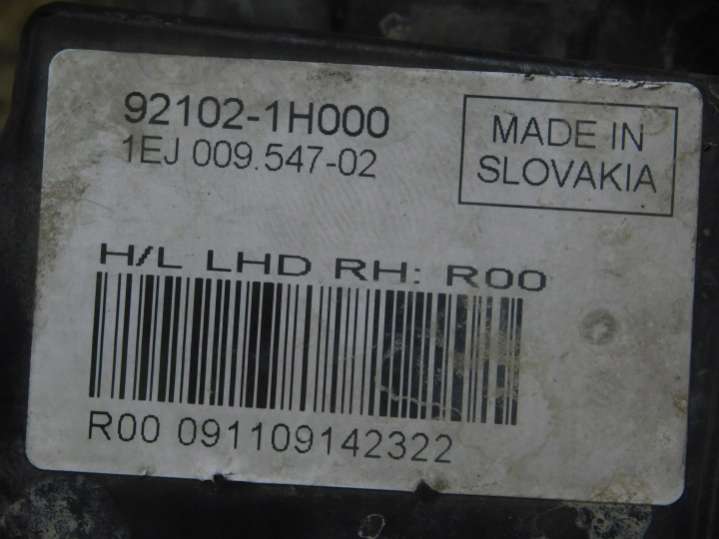 92102-1H000
1EJ 009.547-02
MADE IN
SLOVAKIA
H/L LHD RH: R00
R00 091109142322